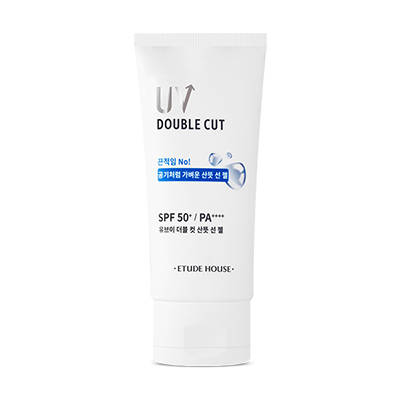 UV
DOUBLE CUT
끈적임 No!
공기처럼 가벼운 산뜻 선 젤
SPF 50+ / PA++++
유브이 더블 컷 산뜻 선 젤
·ETUDE HOUSE·